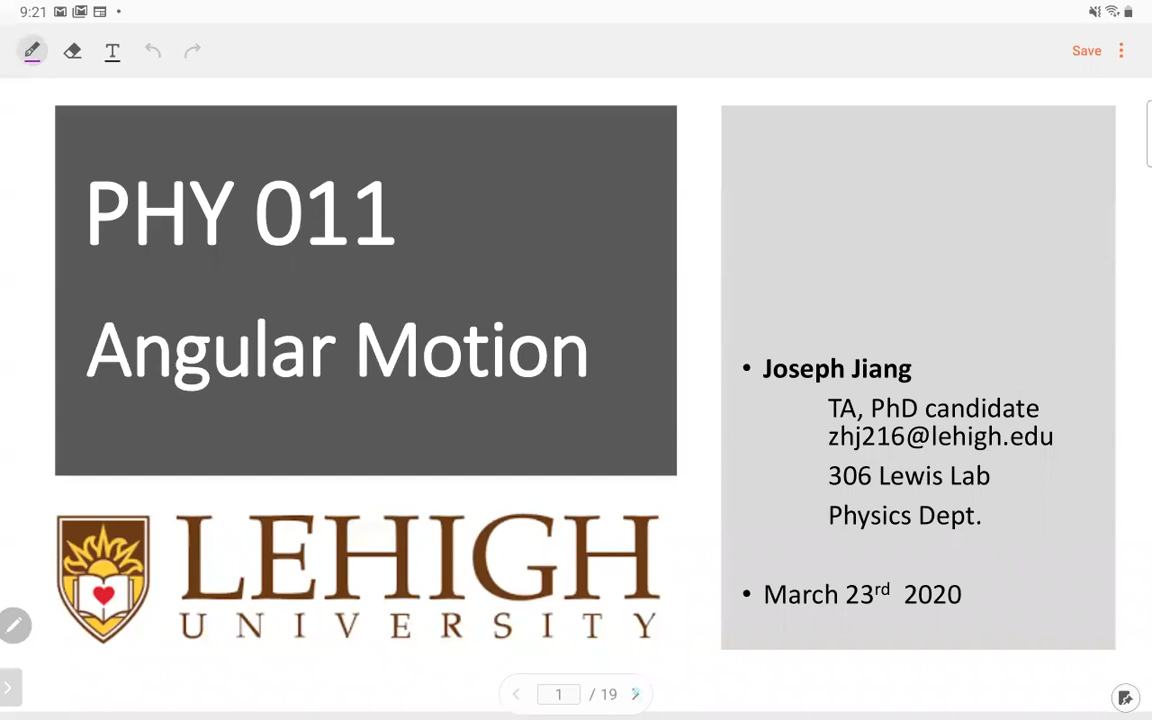 9:21
T
Save
PHY 011
Angular Motion
LEHIGH
UNIVERSITY
• Joseph Jiang
TA, PhD candidate
zhj216@lehigh.edu
306 Lewis Lab
Physics Dept.
• March 23rd 2020
1 / 19